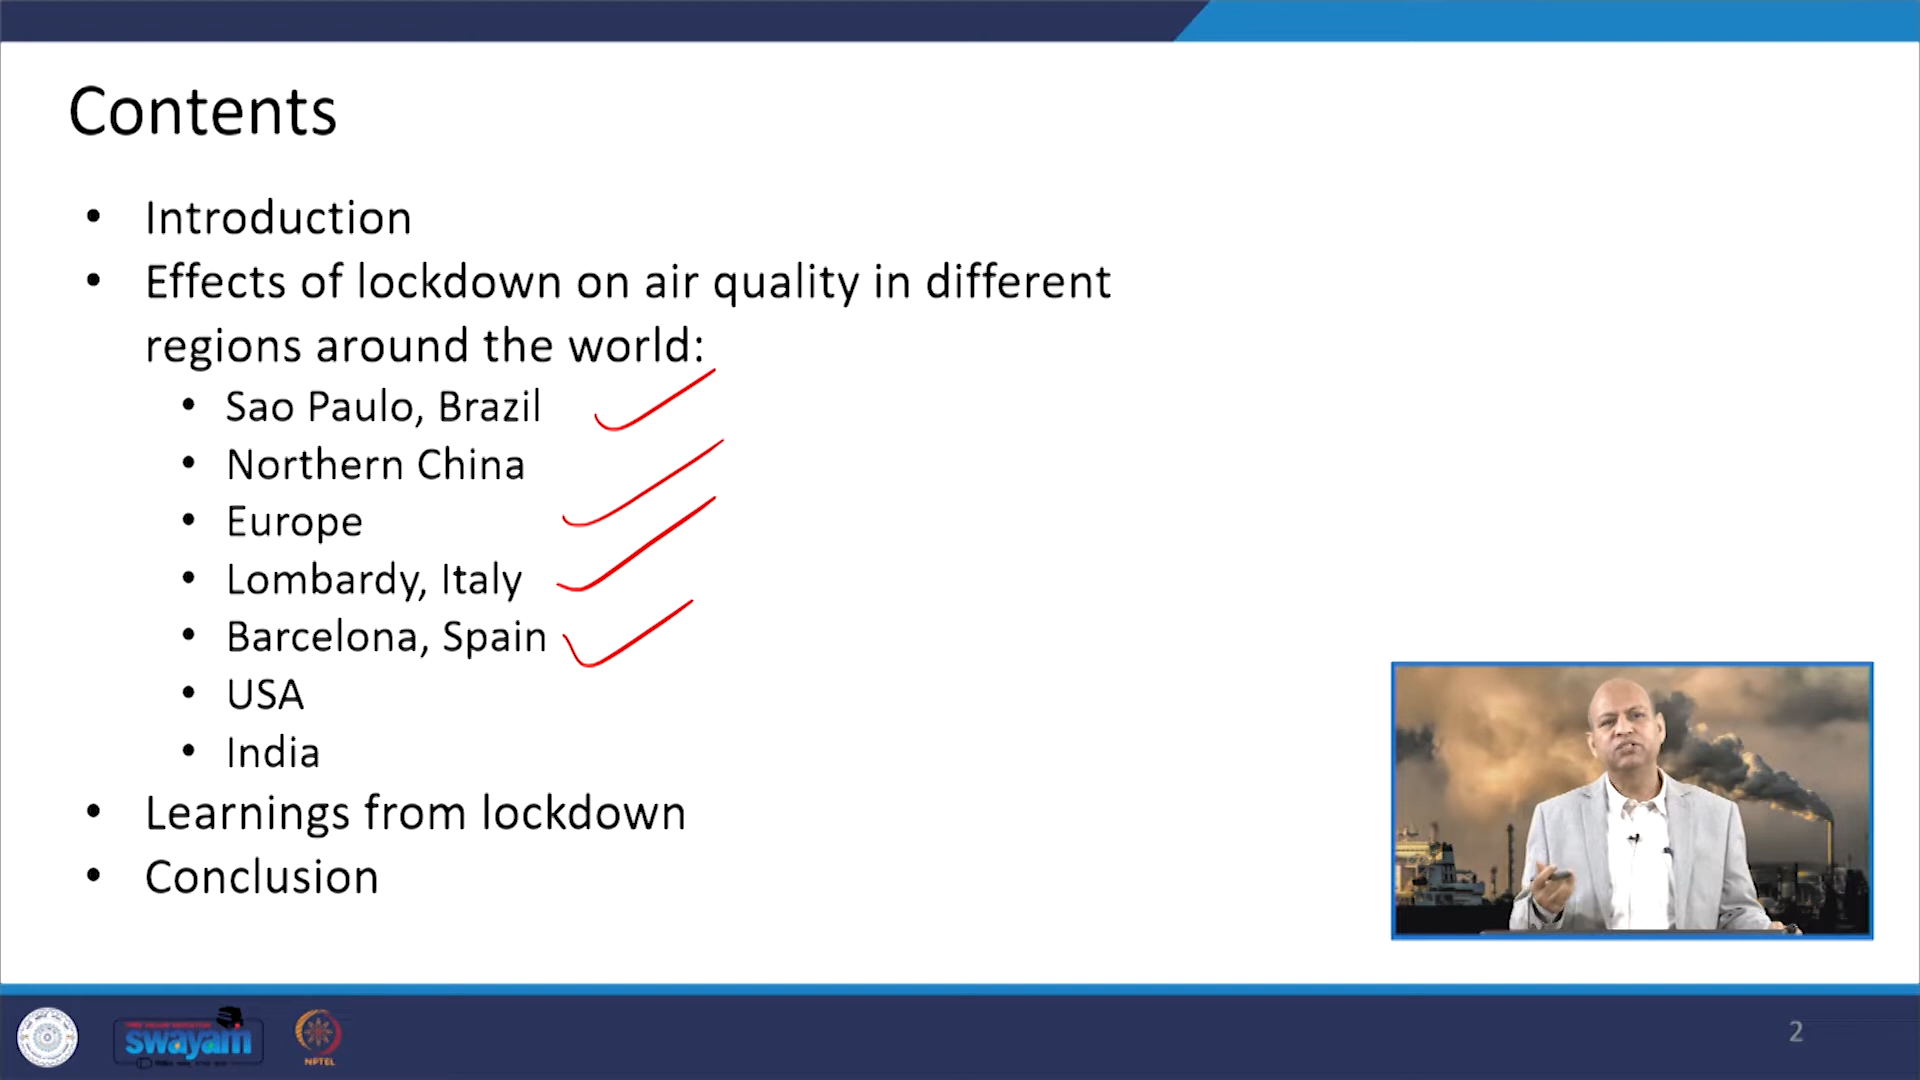 Contents
• Introduction
• Effects of lockdown on air quality in different
regions around the world:
• Sao Paulo, Brazil
• Northern China
• Europe
• Lombardy, Italy
• Barcelona, Spain
• USA
• India
• Learnings from lockdown
• Conclusion
swayam
NPTEL
2